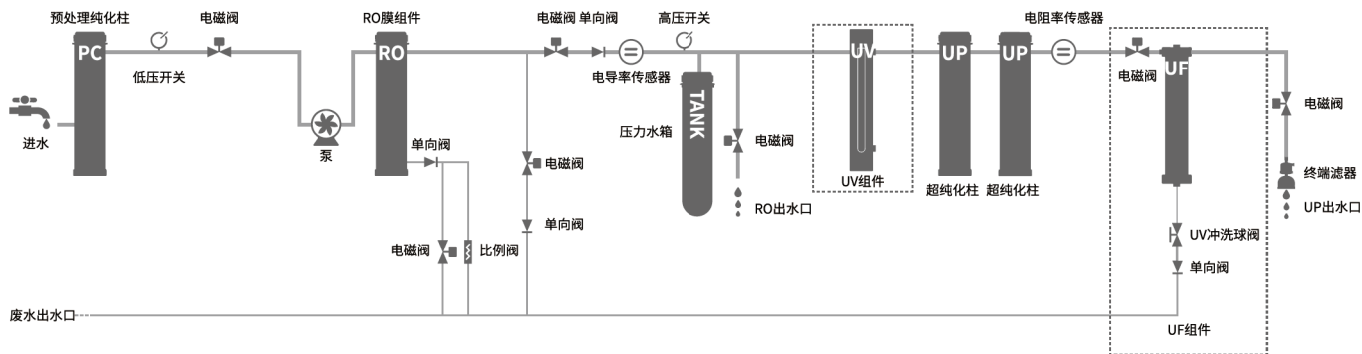 预处理纯化柱
电磁阀
RO膜组件
电磁阀 单向阀
高压开关
电阻率传感器
PC
RO
UV
UP
UP
UF
低压开关
电导率传感器
电磁阀
TANK
电磁阀
进水
泵
单向阀
压力水箱
电磁阀
电磁阀
UV组件
超纯化柱
超纯化柱
终端滤器
RO出水口
UP出水口
单向阀
UV冲洗球阀
电磁阀
比例阀
单向阀
废水出水口
UF组件